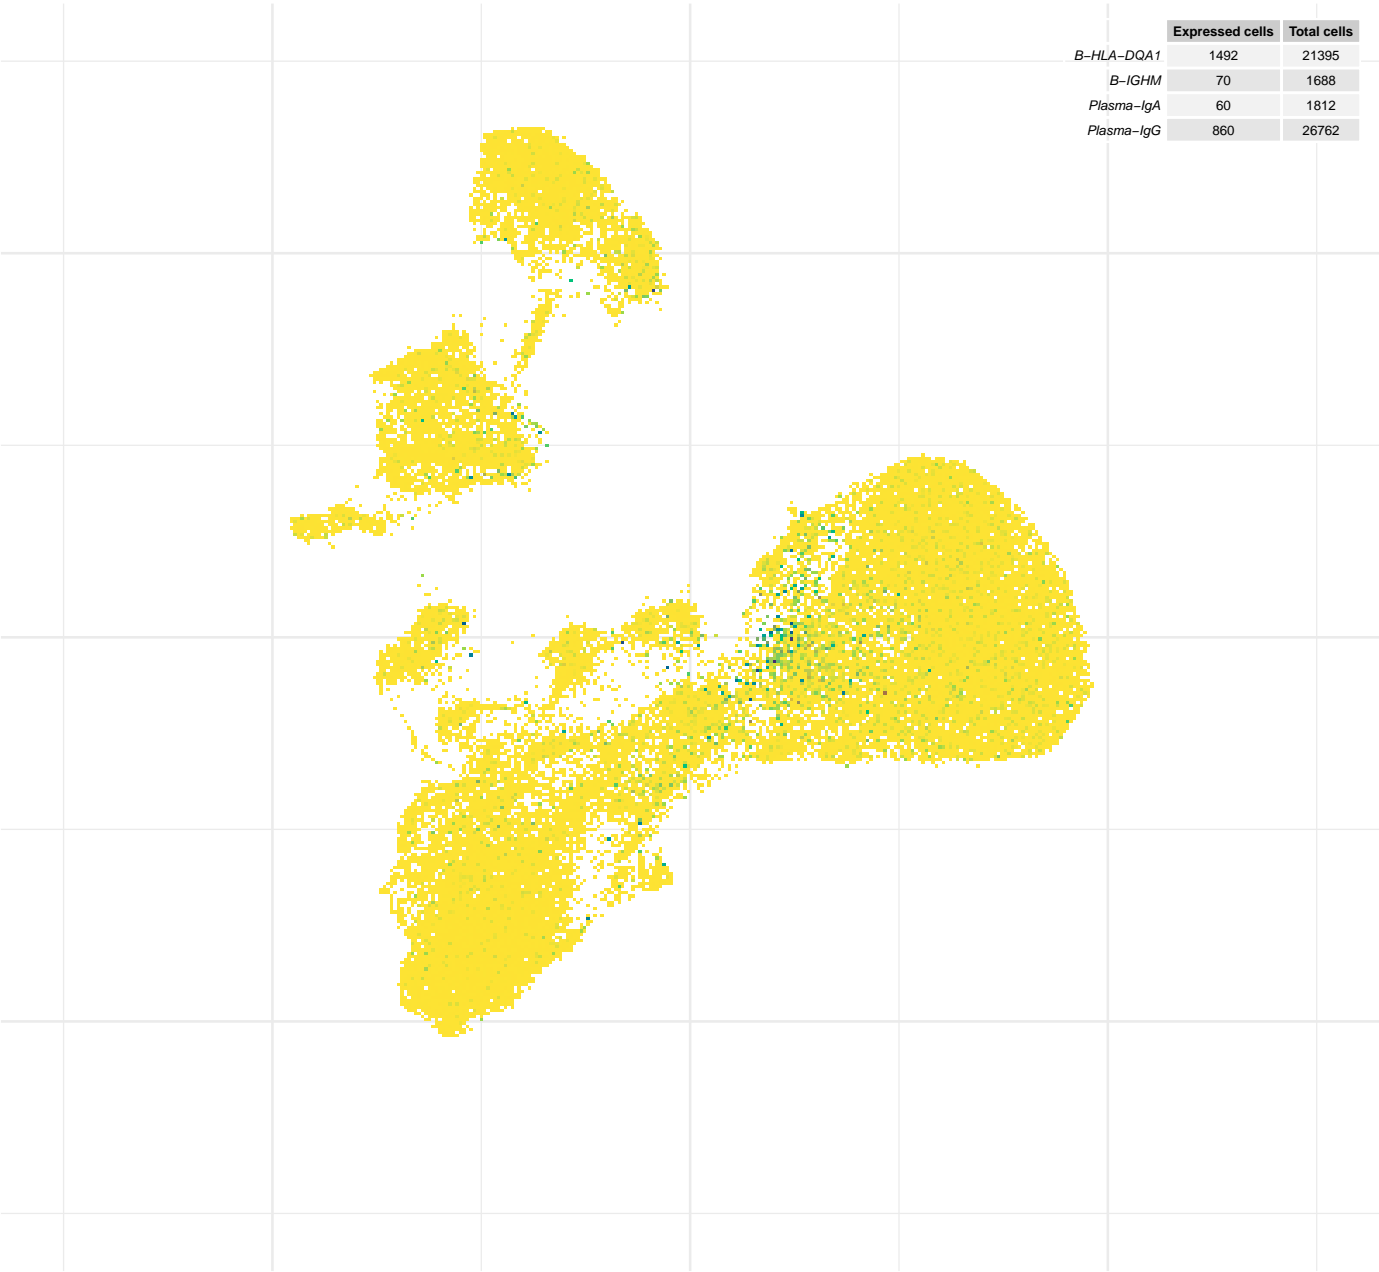 Expressed cells Total cells
B−HLA−DQA1 1492 21395
B−IGHM 70 1688
Plasma−IgA 60 1812
Plasma−IgG 860 26762